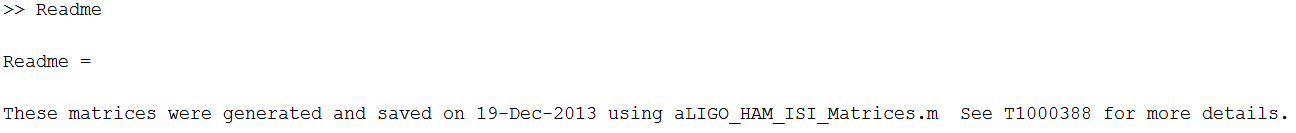 >> Readme
Readme =
These matrices were generated and saved on 19-Dec-2013 using aLIGO_HAM_ISI_Matrices.m  See T1000388 for more details.